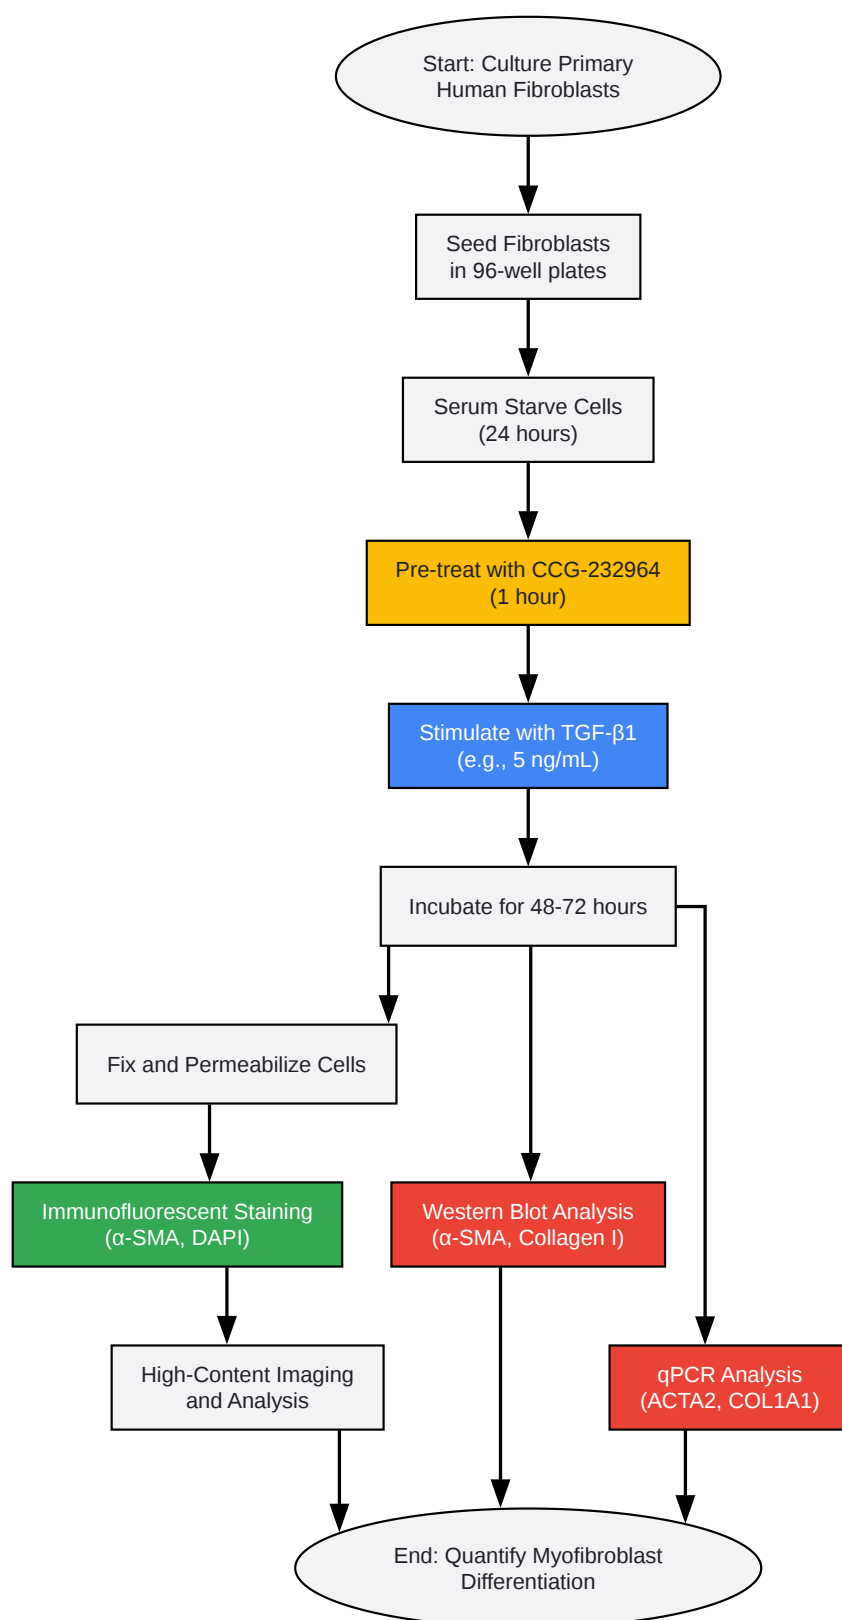 Start: Culture Primary
Human Fibroblasts
Seed Fibroblasts
in 96-well plates
Serum Starve Cells
(24 hours)
Pre-treat with CCG-232964
(1 hour)
Stimulate with TGF-β1
(e.g., 5 ng/mL)
Incubate for 48-72 hours
Fix and Permeabilize Cells
Immunofluorescent Staining
(α-SMA, DAPI)
Western Blot Analysis
(α-SMA, Collagen I)
High-Content Imaging
and Analysis
qPCR Analysis
(ACTA2, COL1A1)
End: Quantify Myofibroblast
Differentiation